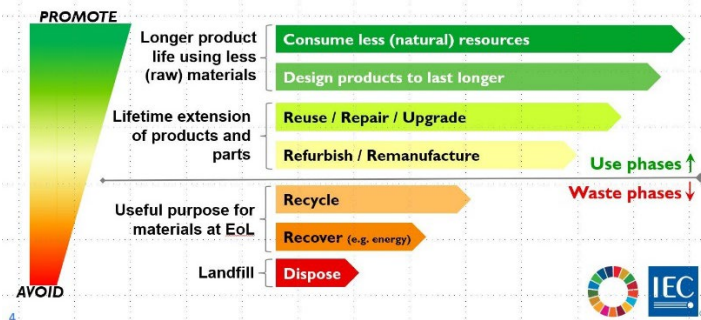 PROMOTE
Longer product
life using less
(raw) materials
Consume less (natural) resources
Design products to last longer
Lifetime extension
of products and
parts
Reuse / Repair / Upgrade
Refurbish / Remanufacture
Use phases ↑
Waste phases ↓
Useful purpose for
materials at EoL
Recycle
Recover (e.g. energy)
Landfill
Dispose
AVOID
IEC
4